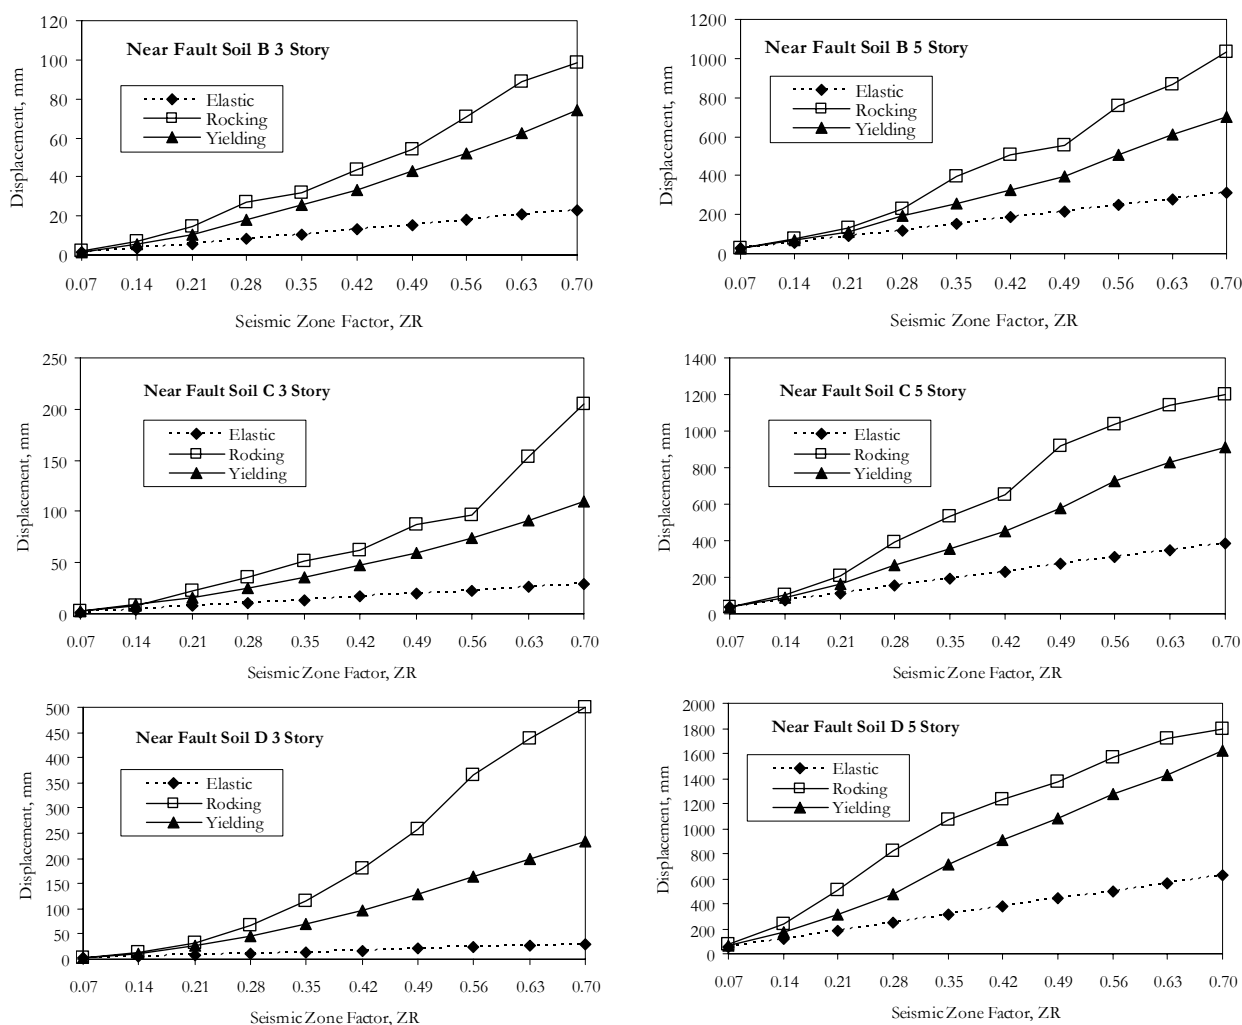 Near Fault Soil B 3 Story
Elastic
Rocking
Yielding
Displacement, mm
120
100
80
60
40
20
0
0.07 0.14 0.21 0.28 0.35 0.42 0.49 0.56 0.63 0.70
Seismic Zone Factor, ZR
Near Fault Soil B 5 Story
Elastic
Rocking
Yielding
Displacement, mm
1200
1000
800
600
400
200
0
0.07 0.14 0.21 0.28 0.35 0.42 0.49 0.56 0.63 0.70
Seismic Zone Factor, ZR
Near Fault Soil C 3 Story
Elastic
Rocking
Yielding
Displacement, mm
250
200
150
100
50
0
0.07 0.14 0.21 0.28 0.35 0.42 0.49 0.56 0.63 0.70
Seismic Zone Factor, ZR
Near Fault Soil C 5 Story
Elastic
Rocking
Yielding
Displacement, mm
1400
1200
1000
800
600
400
200
0
0.07 0.14 0.21 0.28 0.35 0.42 0.49 0.56 0.63 0.70
Seismic Zone Factor, ZR
Near Fault Soil D 3 Story
Elastic
Rocking
Yielding
Displacement, mm
500
450
400
350
300
250
200
150
100
50
0
0.07 0.14 0.21 0.28 0.35 0.42 0.49 0.56 0.63 0.70
Seismic Zone Factor, ZR
Near Fault Soil D 5 Story
Elastic
Rocking
Yielding
Displacement, mm
2000
1800
1600
1400
1200
1000
800
600
400
200
0
0.07 0.14 0.21 0.28 0.35 0.42 0.49 0.56 0.63 0.70
Seismic Zone Factor, ZR